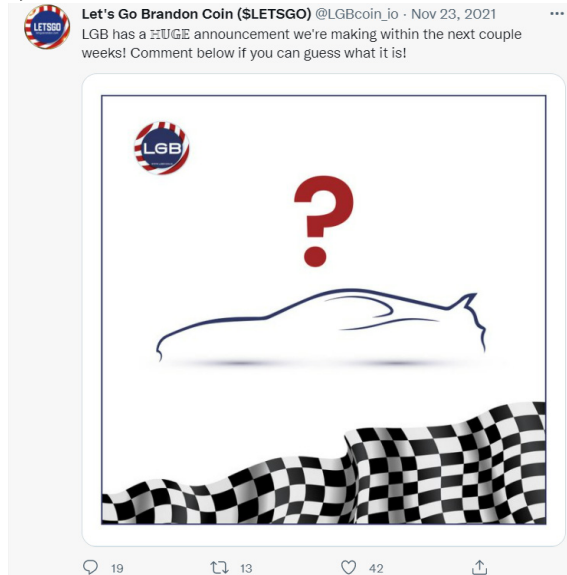 Let's Go Brandon Coin ($LETSGO) @LGBcoin_io · Nov 23, 2021
LGB has a ℍ𝕌𝔾𝔼 announcement we're making within the next couple
weeks! Comment below if you can guess what it is!
LETSGO
LGB
?
19 13 42